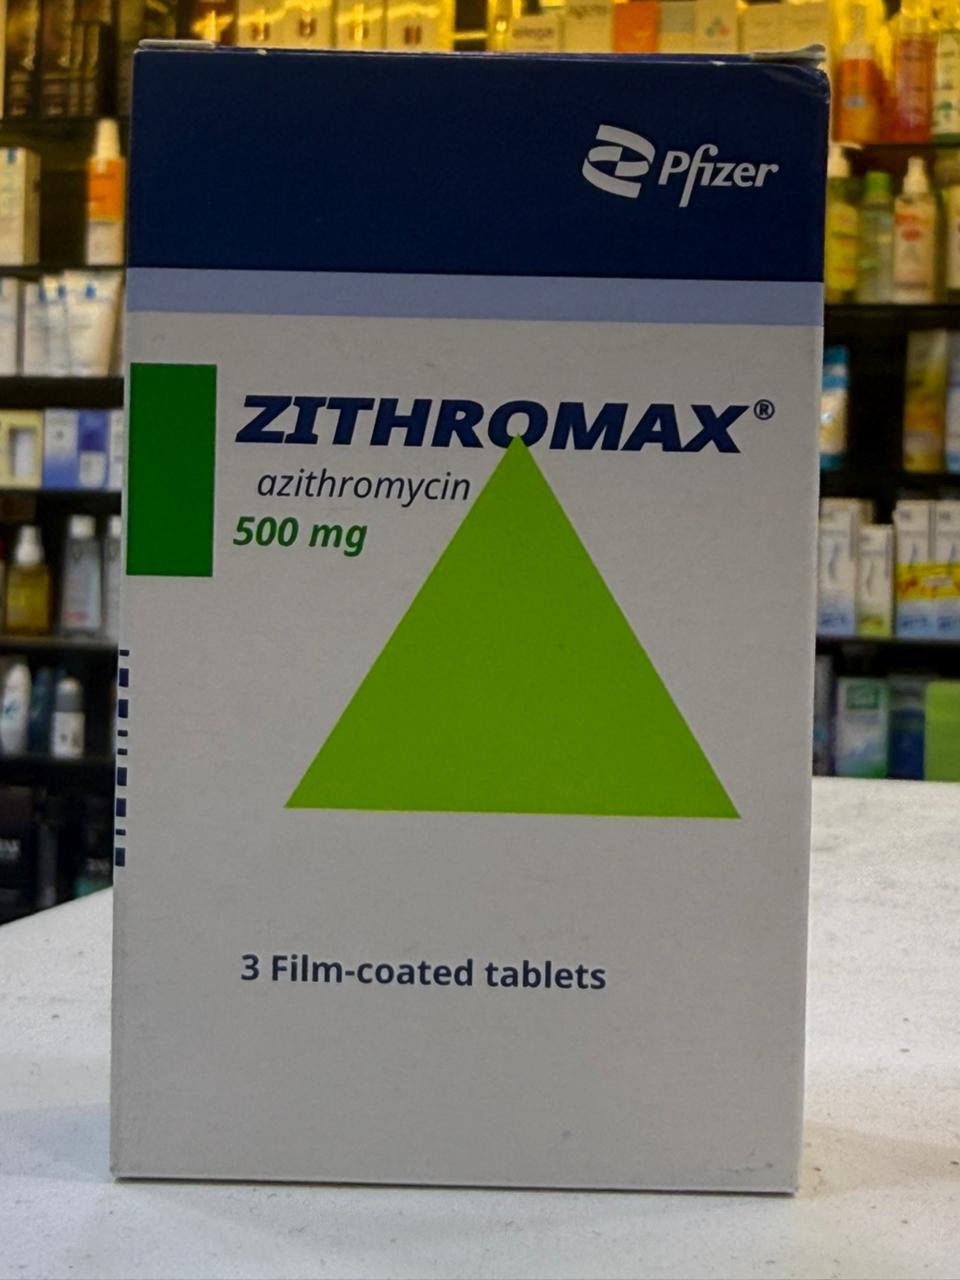 Pfizer
ZITHROMAX®
azithromycin
500 mg
3 Film-coated tablets